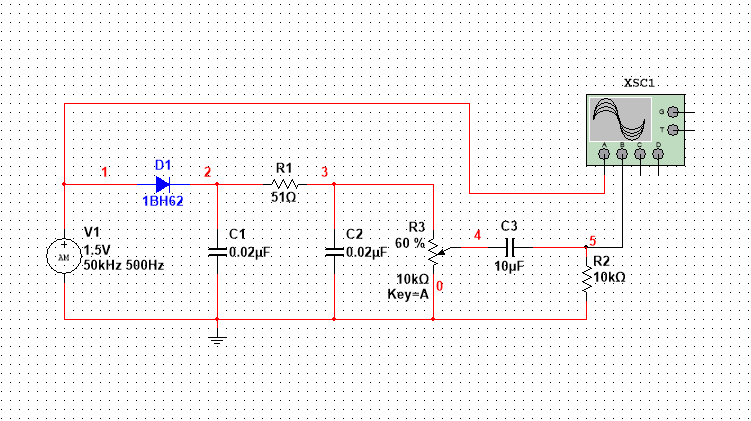 XSC1
G
T
A B C D
1
D1
1BH62
2
R1
51Ω
3
V1
AM
1.5V
50kHz 500Hz
C1
0.02µF
C2
0.02µF
R3
60 %
10kΩ
Key=A
0
4
C3
10µF
5
R2
10kΩ